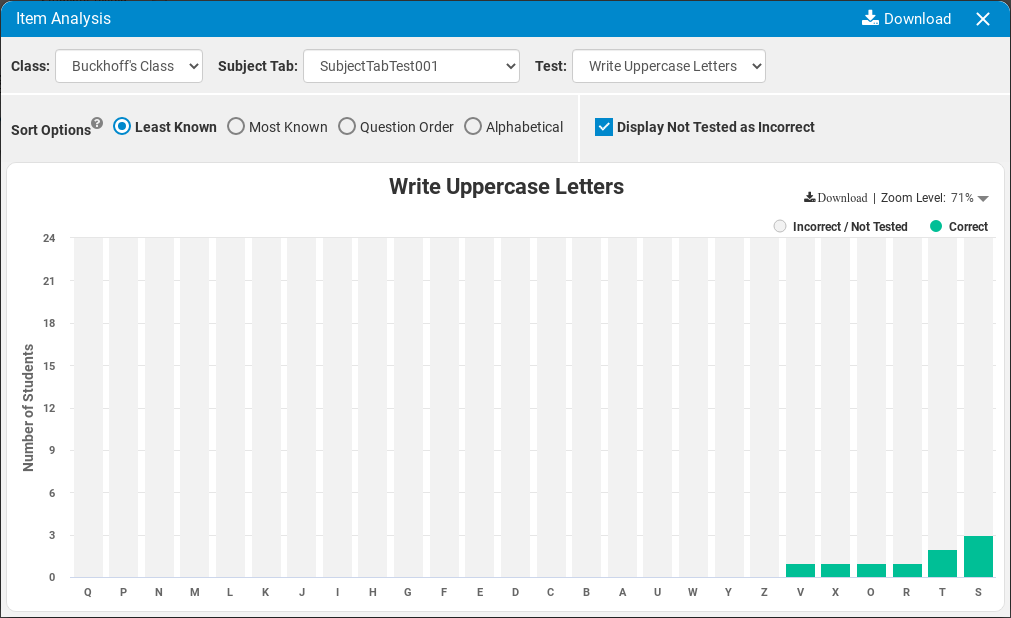 Item Analysis Download
Class: Buckhoff's Class Subject Tab: SubjectTabTest001 Test: Write Uppercase Letters
Sort Options ? Least Known Most Known Question Order Alphabetical Display Not Tested as Incorrect
Write Uppercase Letters
Download | Zoom Level: 71%
Incorrect / Not Tested Correct
Number of Students
24
21
18
15
12
9
6
3
0
Q P N M L K J I H G F E D C B A U W Y Z V X O R T S